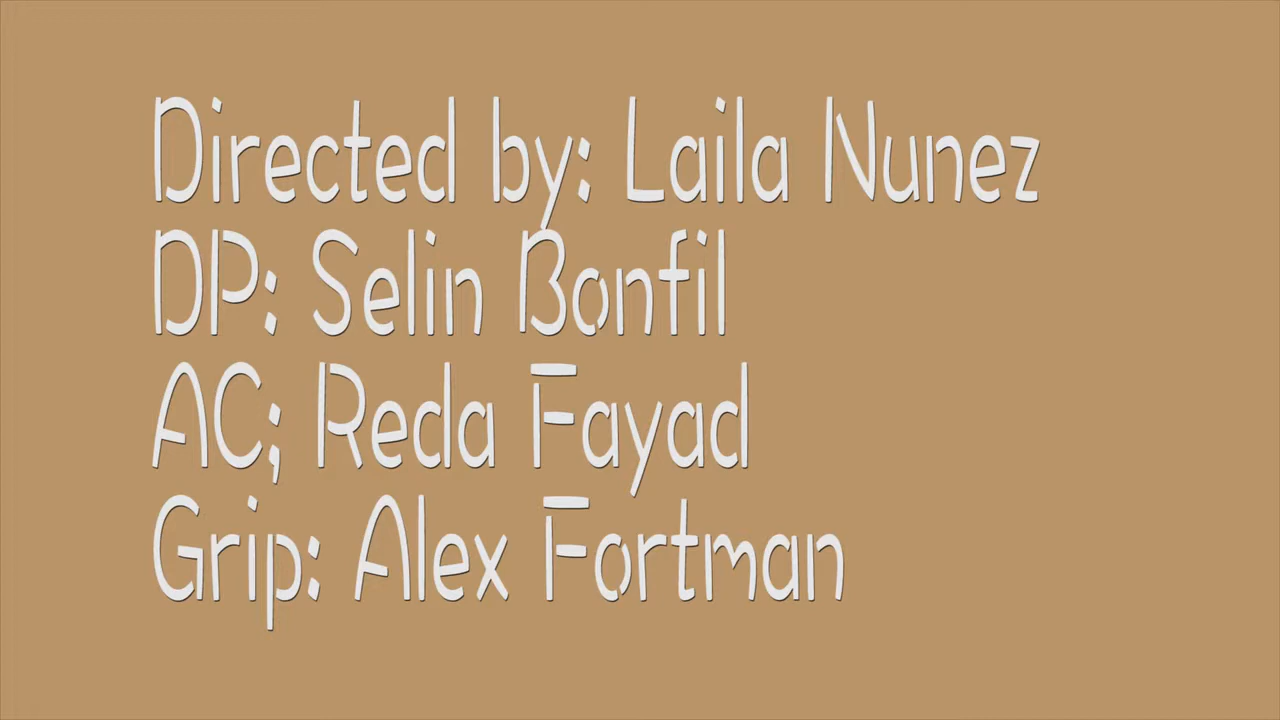 Directed by: Laila Nunez
DP: Selin Bonfil
AC; Reda Fayad
Grip: Alex Fortman